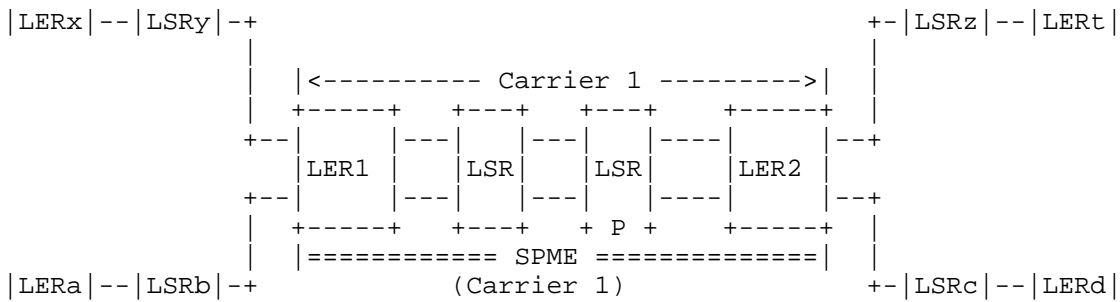 |LERx|--|LSRy|-+                                  +-|LSRz|--|LERt|
               |                                  |
               |  |<---------- Carrier 1 --------->|  |
               |  +-----+   +---+   +---+    +-----+  |
               +--|     |---|   |---|   |----|     |--+
                  |LER1 |   |LSR|   |LSR|    |LER2 |
               +--|     |---|   |---|   |----|     |--+
               |  +-----+   +---+   + P +    +-----+  |
               |  |============ SPME ==============|  |
|LERa|--|LSRb|-+          (Carrier 1)               +-|LSRc|--|LERd|